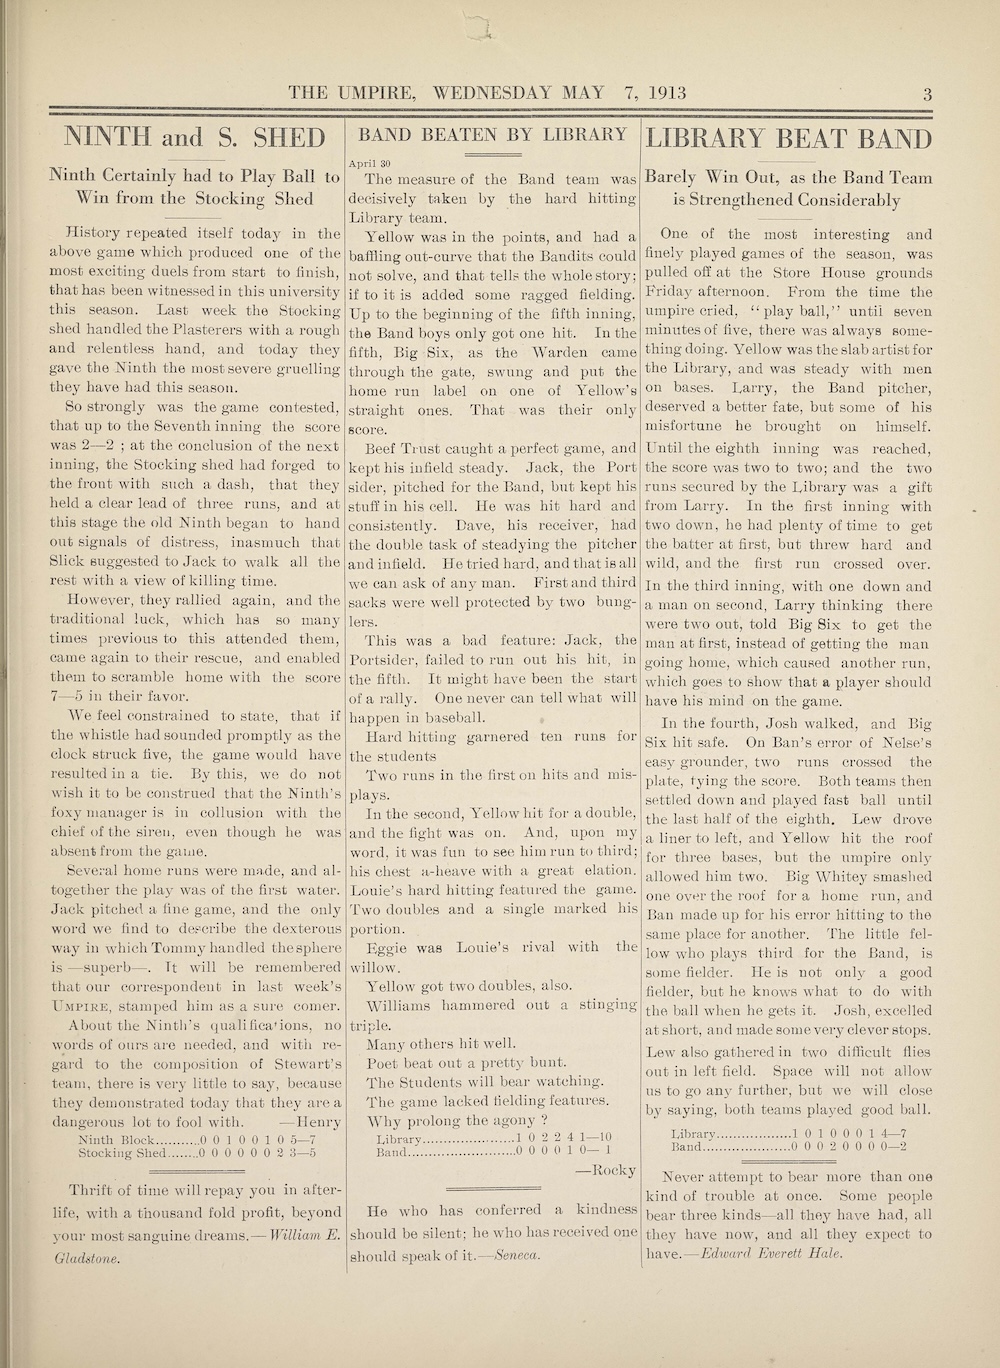 THE UMPIRE, WEDNESDAY MAY 7, 1913
3
NINTH and S. SHED
Ninth Certainly had to Play Ball to
Win from the Stocking Shed
History repeated itself today in the
above game which produced one of the
most exciting duels from start to finish,
that has been witnessed in this university
this season. Last week the Stocking
shed handled the Plasterers with a rough
and relentless hand, and today they
gave the Ninth the most severe gruelling
they have had this season.
So strongly was the game contested,
that up to the Seventh inning the score
was 2—2 ; at the conclusion of the next
inning, the Stocking shed had forged to
the front with such a dash, that they
held a clear lead of three runs, and at
this stage the old Ninth began to hand
out signals of distress, inasmuch that
Slick suggested to Jack to walk all the
rest with a view of killing time.
However, they rallied again, and the
traditional luck, which has so many
times previous to this attended them,
came again to their rescue, and enabled
them to scramble home with the score
7—5 in their favor.
We feel constrained to state, that if
the whistle had sounded promptly as the
clock struck five, the game would have
resulted in a tie. By this, we do not
wish it to be construed that the Ninth's
foxy manager is in collusion with the
chief of the siren, even though he was
absent from the game.
Several home runs were made, and al-
together the play was of the first water.
Jack pitched a fine game, and the only
word we find to describe the dexterous
way in which Tommy handled the sphere
is —superb—. It will be remembered
that our correspondent in last week's
UMPIRE, stamped him as a sure comer.
About the Ninth's qualifications, no
words of ours are needed, and with re-
gard to the composition of Stewart's
team, there is very little to say, because
they demonstrated today that they are a
dangerous lot to fool with. —Henry
Ninth Block...........0 0 1 0 0 1 0 5—7
Stocking Shed........0 0 0 0 0 0 2 3—5
Thrift of time will repay you in after-
life, with a thousand fold profit, beyond
your most sanguine dreams.—William E.
Gladstone.
BAND BEATEN BY LIBRARY
April 30
The measure of the Band team was
decisively taken by the hard hitting
Library team.
Yellow was in the points, and had a
baffling out-curve that the Bandits could
not solve, and that tells the whole story;
if to it is added some ragged fielding.
Up to the beginning of the fifth inning,
the Band boys only got one hit. In the
fifth, Big Six, as the Warden came
through the gate, swung and put the
home run label on one of Yellow's
straight ones. That was their only
score.
Beef Trust caught a perfect game, and
kept his infield steady. Jack, the Port
sider, pitched for the Band, but kept his
stuff in his cell. He was hit hard and
consistently. Dave, his receiver, had
the double task of steadying the pitcher
and infield. He tried hard, and that is all
we can ask of any man. First and third
sacks were well protected by two bung-
lers.
This was a bad feature: Jack, the
Portsider, failed to run out his hit, in
the fifth. It might have been the start
of a rally. One never can tell what will
happen in baseball.
Hard hitting garnered ten runs for
the students
Two runs in the first on hits and mis-
plays.
In the second, Yellow hit for a double,
and the fight was on. And, upon my
word, it was fun to see him run to third;
his chest a-heave with a great elation.
Louie's hard hitting featured the game.
Two doubles and a single marked his
portion.
Eggie was Louie's rival with the
willow.
Yellow got two doubles, also.
Williams hammered out a stinging
triple.
Many others hit well.
Poet beat out a pretty bunt.
The Students will bear watching.
The game lacked fielding features.
Why prolong the agony ?
Library......................1 0 2 2 4 1—10
Band..........................0 0 0 0 1 0— 1
—Rocky
He who has conferred a kindness
should be silent; he who has received one
should speak of it.—Seneca.
LIBRARY BEAT BAND
Barely Win Out, as the Band Team
is Strengthened Considerably
One of the most interesting and
finely played games of the season, was
pulled off at the Store House grounds
Friday afternoon. From the time the
umpire cried, “play ball,” until seven
minutes of five, there was always some-
thing doing. Yellow was the slab artist for
the Library, and was steady with men
on bases. Larry, the Band pitcher,
deserved a better fate, but some of his
misfortune he brought on himself.
Until the eighth inning was reached,
the score was two to two; and the two
runs secured by the Library was a gift
from Larry. In the first inning with
two down, he had plenty of time to get
the batter at first, but threw hard and
wild, and the first run crossed over.
In the third inning, with one down and
a man on second, Larry thinking there
were two out, told Big Six to get the
man at first, instead of getting the man
going home, which caused another run,
which goes to show that a player should
have his mind on the game.
In the fourth, Josh walked, and Big
Six hit safe. On Ban's error of Nelse's
easy grounder, two runs crossed the
plate, tying the score. Both teams then
settled down and played fast ball until
the last half of the eighth. Lew drove
a liner to left, and Yellow hit the roof
for three bases, but the umpire only
allowed him two. Big Whitey smashed
one over the roof for a home run, and
Ban made up for his error hitting to the
same place for another. The little fel-
low who plays third for the Band, is
some fielder. He is not only a good
fielder, but he knows what to do with
the ball when he gets it. Josh, excelled
at short, and made some very clever stops.
Lew also gathered in two difficult flies
out in left field. Space will not allow
us to go any further, but we will close
by saying, both teams played good ball.
Library..................1 0 1 0 0 0 1 4—7
Band.....................0 0 0 2 0 0 0 0—2
Never attempt to bear more than one
kind of trouble at once. Some people
bear three kinds—all they have had, all
they have now, and all they expect to
have.—Edward Everett Hale.